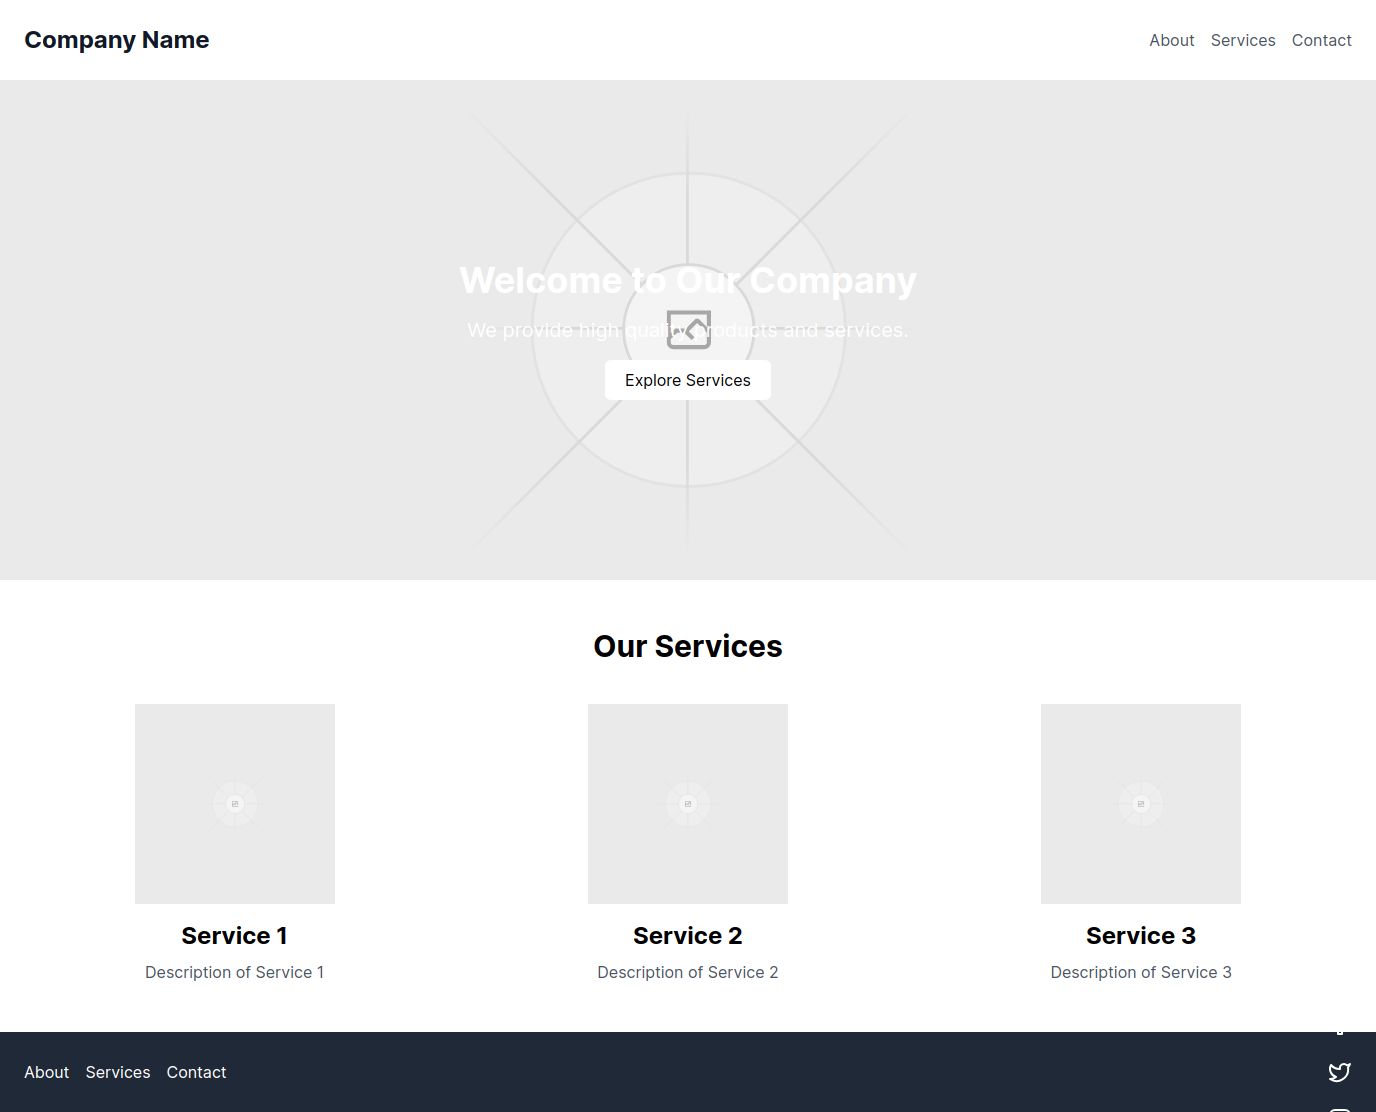 Company Name
About Services Contact
Welcome to Our Company
We provide high quality products and services.
Explore Services
Our Services
Service 1
Service 2
Service 3
Description of Service 1
Description of Service 2
Description of Service 3
About Services Contact